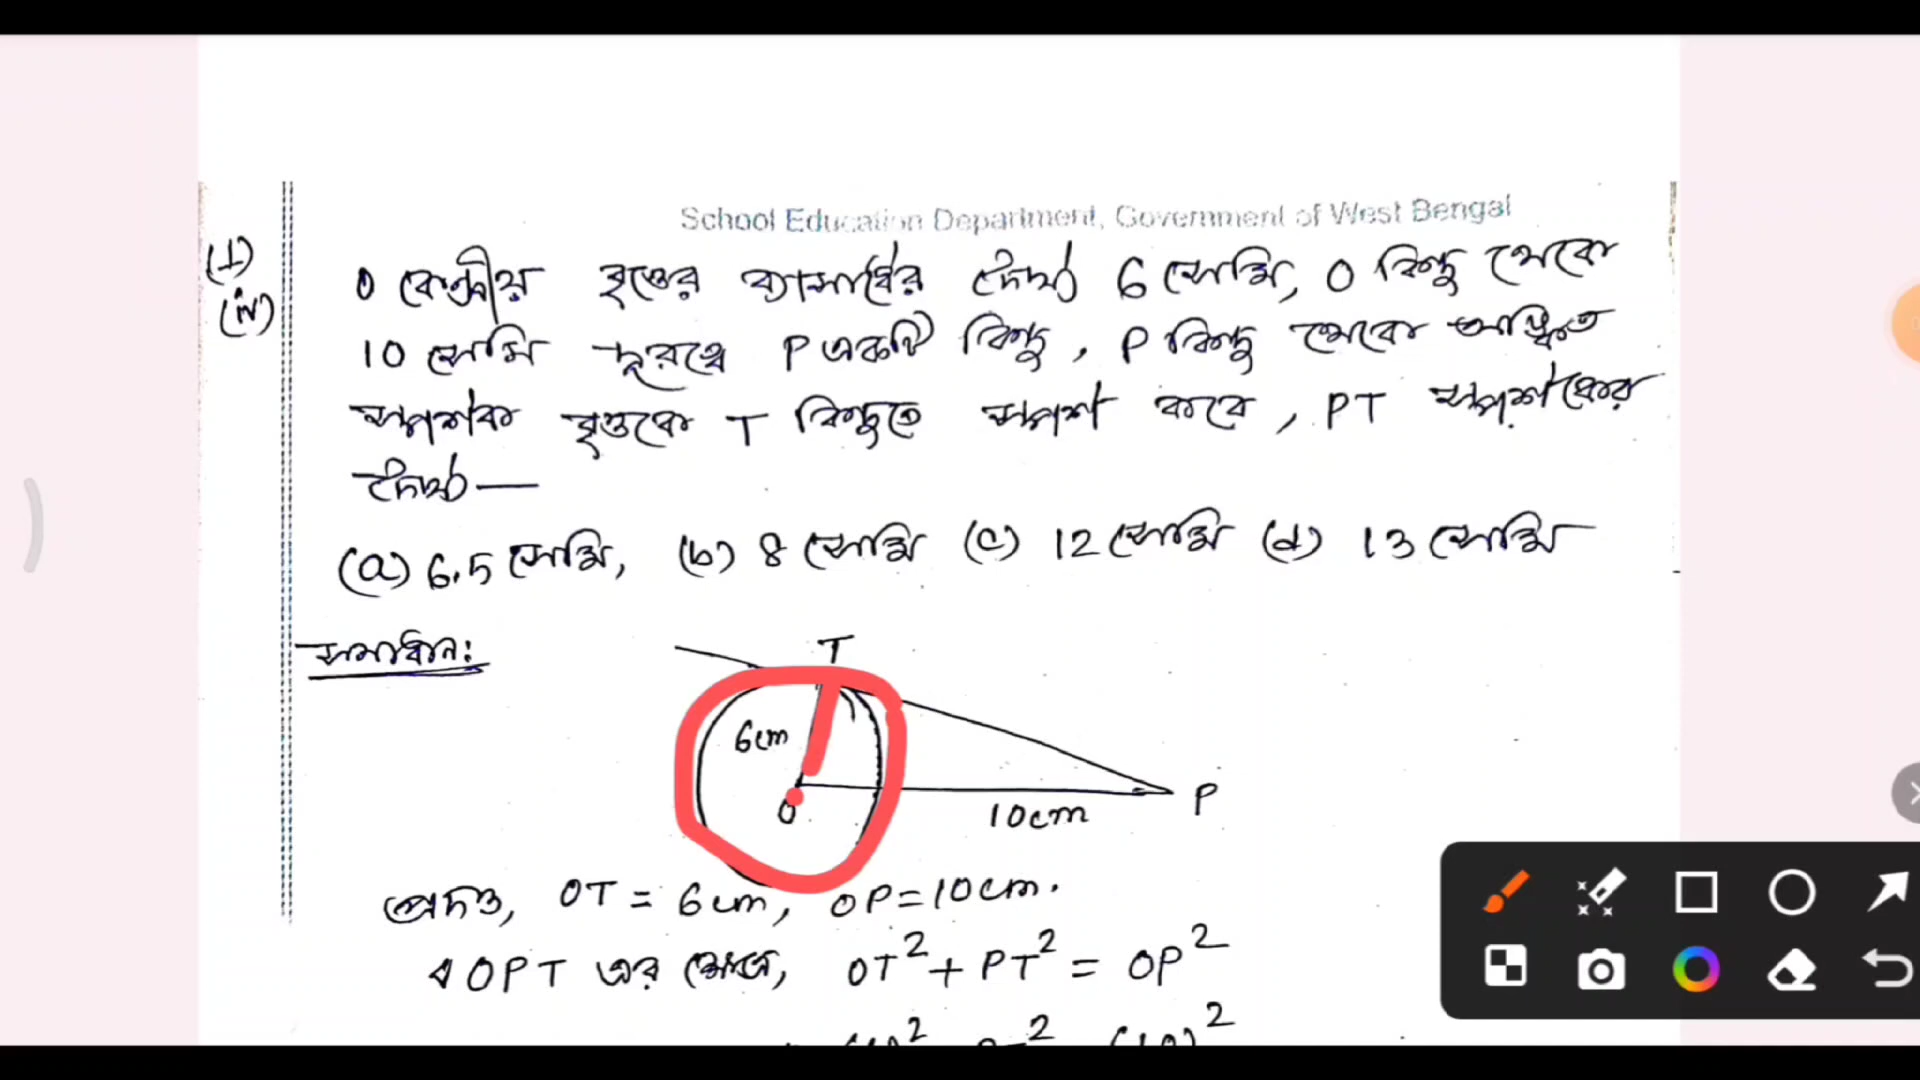 School Education Department, Government of West Bengal
(I)
(iv)
O কেন্দ্রীয় বৃত্তের ব্যাসার্ধের দৈর্ঘ্য 6 সেমি, O বিন্দু থেকে
10 সেমি দূরত্বে P একটি বিন্দু, P বিন্দু থেকে অঙ্কিত
স্পর্শক বৃত্তকে T বিন্দুতে স্পর্শ করে, PT স্পর্শকের
দৈর্ঘ্য —
(a) 6.5 সেমি, (b) 8 সেমি (c) 12 সেমি (d) 13 সেমি
সমাধান:
T
6cm
O
10cm
P
প্রদত্ত, OT = 6cm, OP = 10cm.
Δ OPT এর ক্ষেত্রে, OT² + PT² = OP²